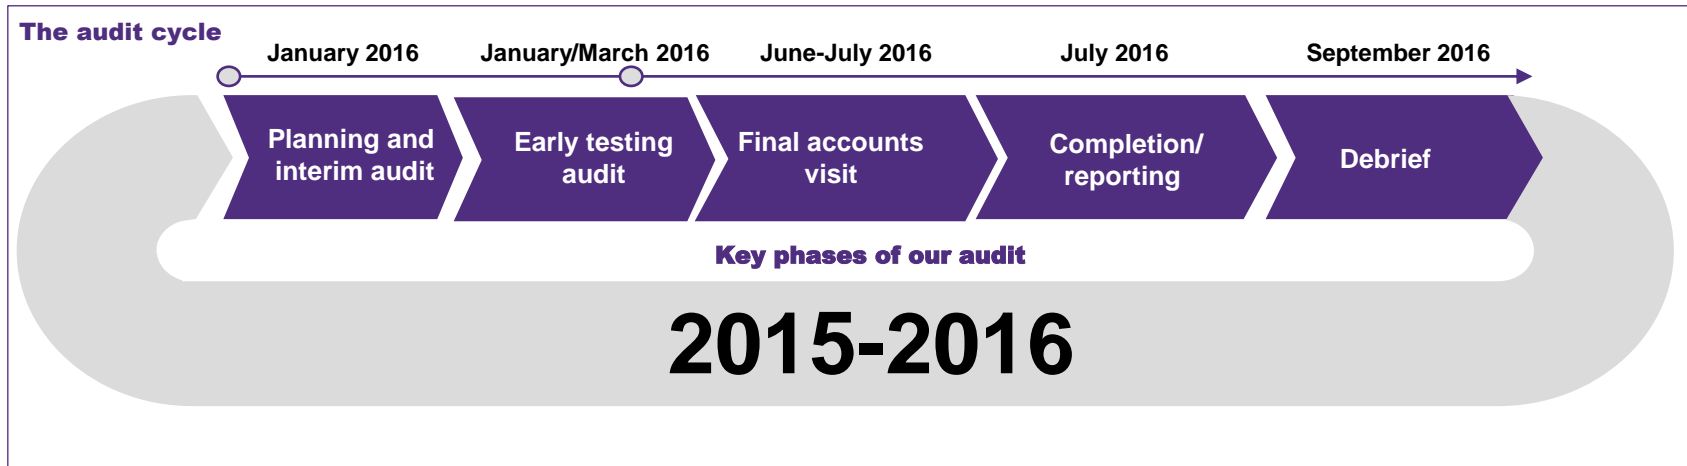 The audit cycle
January 2016
January/March 2016
June-July 2016
July 2016
September 2016
Planning and
interim audit
Early testing
audit
Final accounts
visit
Completion/
reporting
Debrief
Key phases of our audit
2015-2016